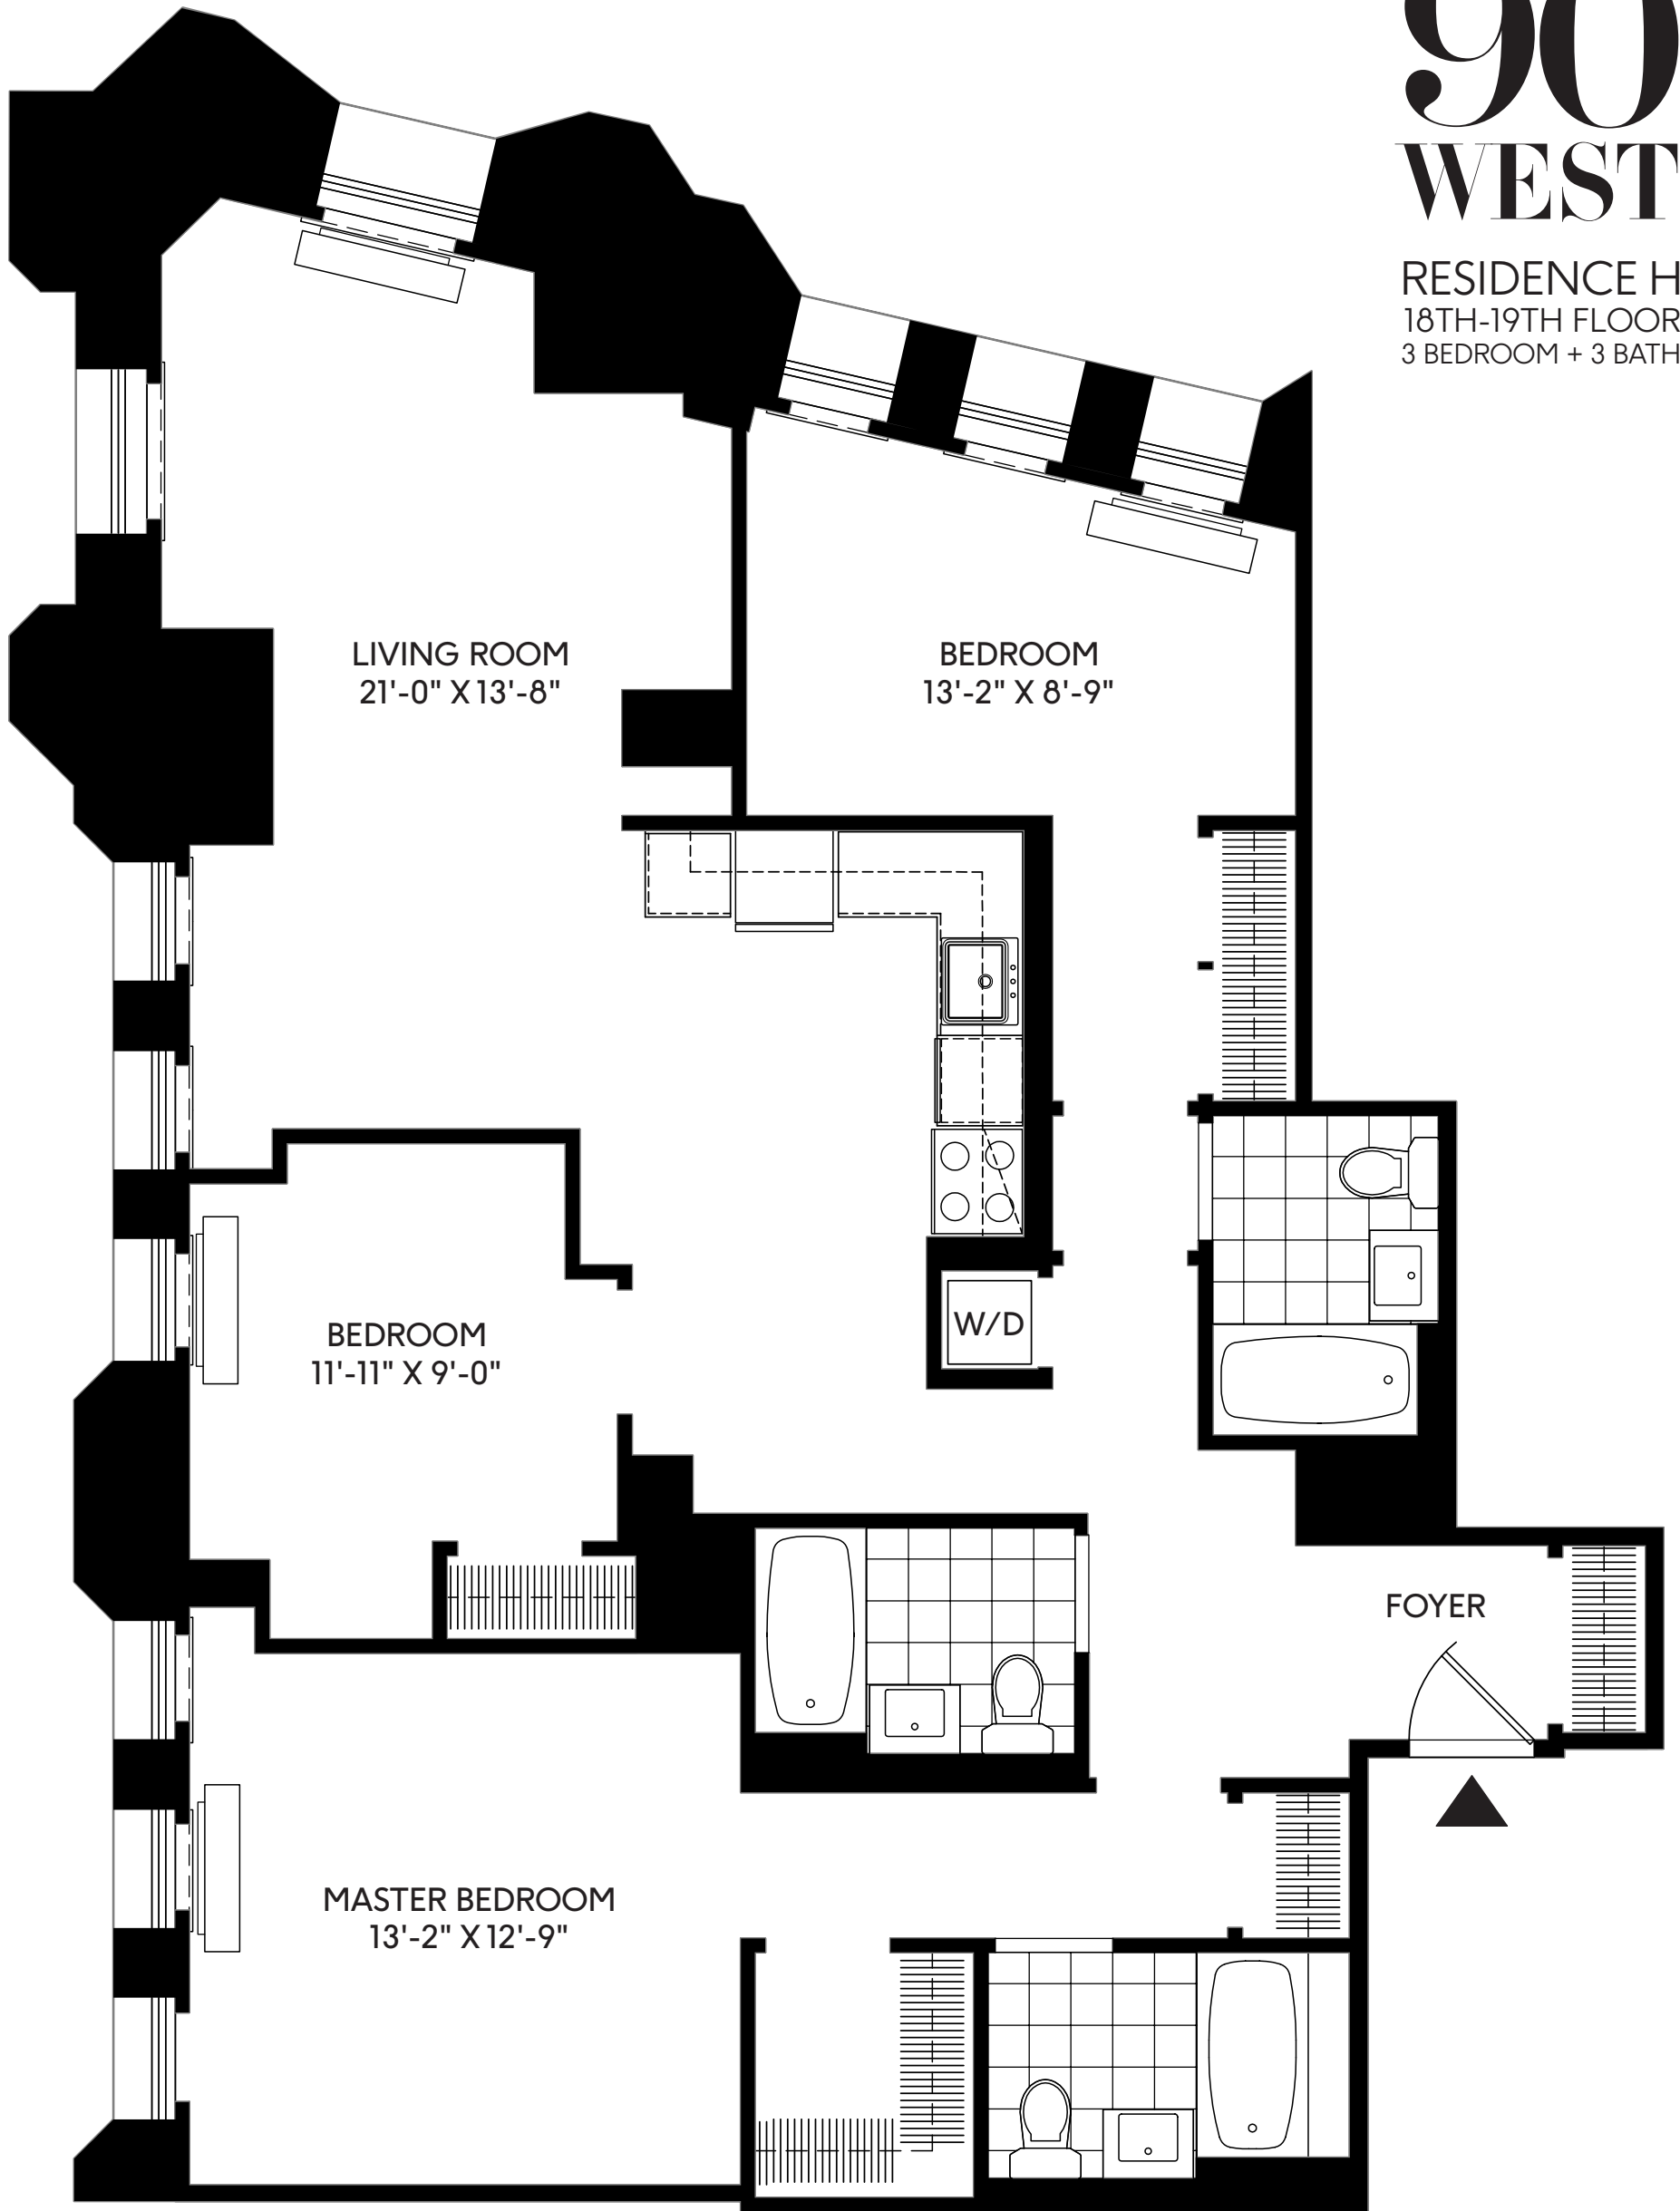 90
WEST
RESIDENCE H
18TH-19TH FLOOR
3 BEDROOM + 3 BATH
LIVING ROOM
21'-0" X 13'-8"
BEDROOM
13'-2" X 8'-9"
W/D
BEDROOM
11'-11" X 9'-0"
FOYER
MASTER BEDROOM
13'-2" X 12'-9"